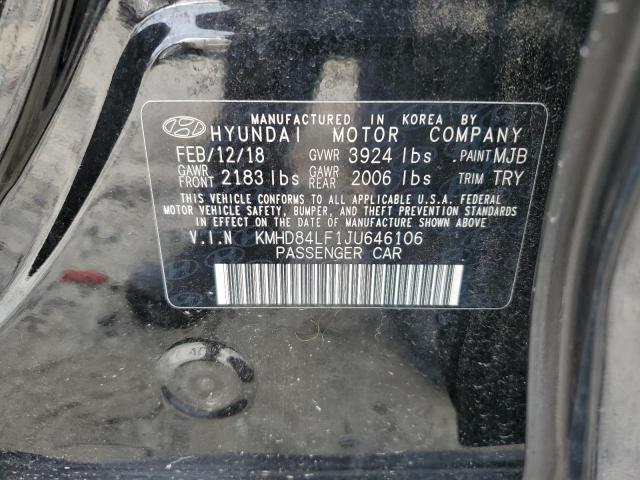 MANUFACTURED IN KOREA BY
HYUNDAI MOTOR COMPANY
FEB/12/18 GVWR 3924 lbs .PAINT MJB
GAWR FRONT 2183 lbs GAWR REAR 2006 lbs TRIM TRY
THIS VEHICLE CONFORMS TO ALL APPLICABLE U.S.A. FEDERAL
MOTOR VEHICLE SAFETY, BUMPER, AND THEFT PREVENTION
STANDARDS IN EFFECT ON THE DATE OF MANUFACTURE SHOWN ABOVE.
V.I.N KMHD84LF1JU646106
PASSENGER CAR